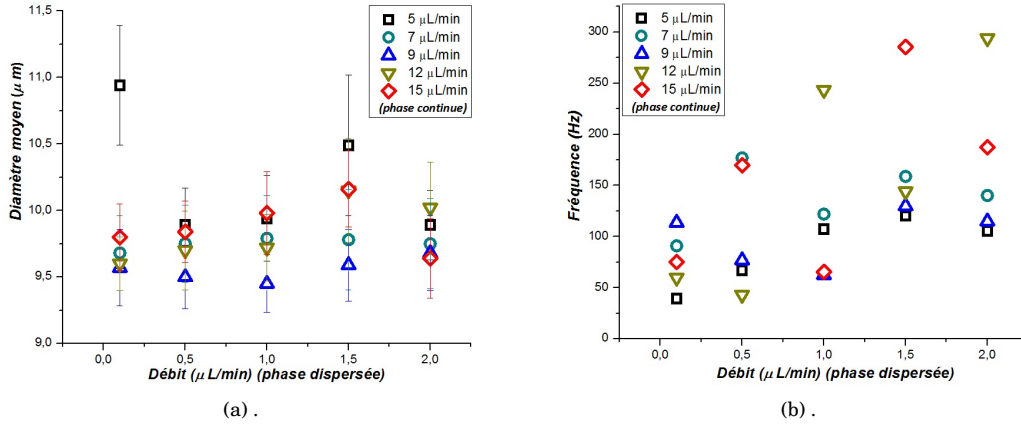 (a)
(b)
11,5
11,0
10,5
10,0
9,5
9,0
Diamètre moyen (μ m)
5 μL/min
7 μL/min
9 μL/min
12 μL/min
15 μL/min
(phase continue)
0,0 0,5 1,0 1,5 2,0
Débit (μ L/min) (phase dispersée)
(a) .
300
250
200
150
100
50
0
Fréquence (Hz)
5 μL/min
7 μL/min
9 μL/min
12 μL/min
15 μL/min
(phase continue)
0,0 0,5 1,0 1,5 2,0
Débit (μ L/min) (phase dispersée)
(b) .